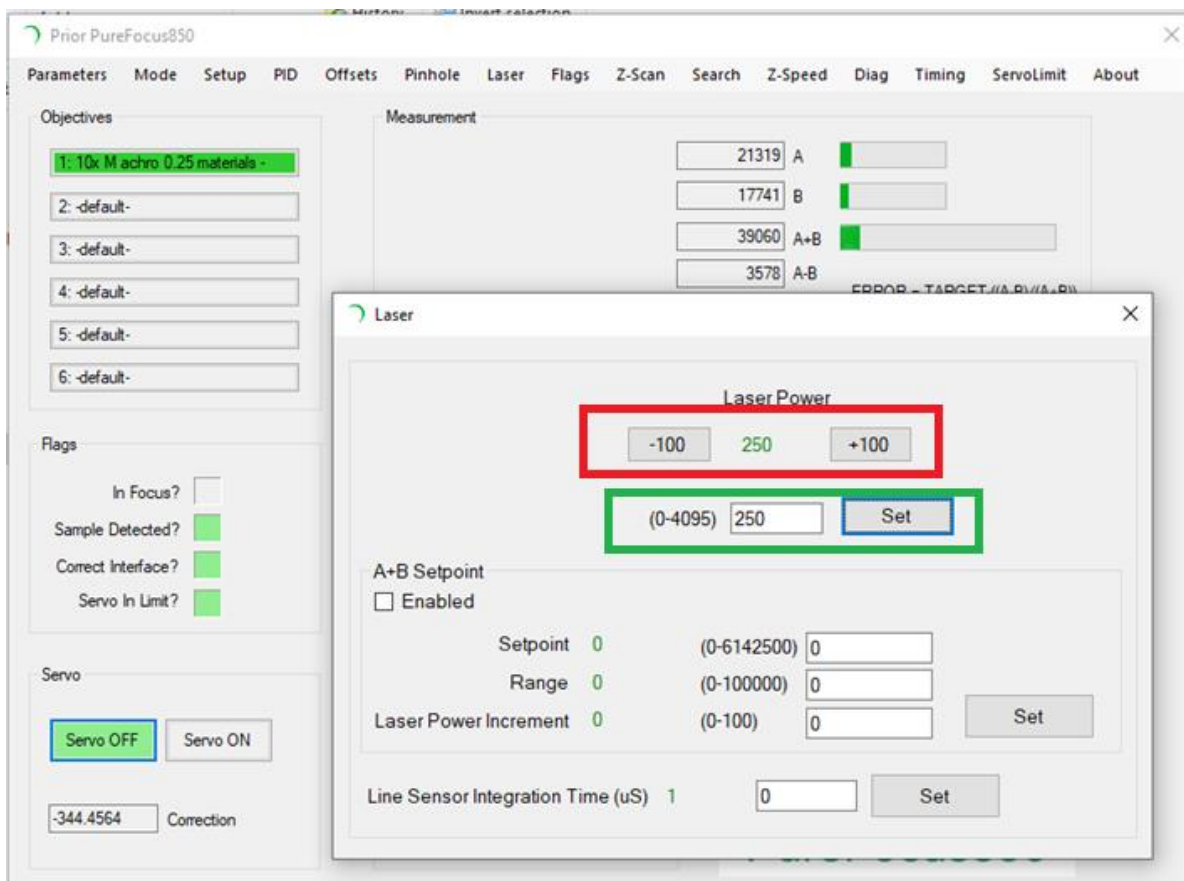 History
Invert selection
Prior PureFocus850
Parameters Mode Setup PID Offsets Pinhole Laser Flags Z-Scan Search Z-Speed Diag Timing ServoLimit About
Objectives
1: 10x M achro 0.25 materials -
2: -default-
3: -default-
4: -default-
5: -default-
6: -default-
Measurement
21319 A
17741 B
39060 A+B
3578 A-B
ERROR = TARGET-((A-B)/(A+B))
Flags
In Focus?
Sample Detected?
Correct Interface?
Servo In Limit?
Servo
Servo OFF Servo ON
-344.4564 Correction
Laser
Laser Power
-100 250 +100
(0-4095) 250 Set
A+B Setpoint
Enabled
Setpoint 0 (0-6142500) 0
Range 0 (0-100000) 0
Laser Power Increment 0 (0-100) 0 Set
Line Sensor Integration Time (uS) 1 0 Set